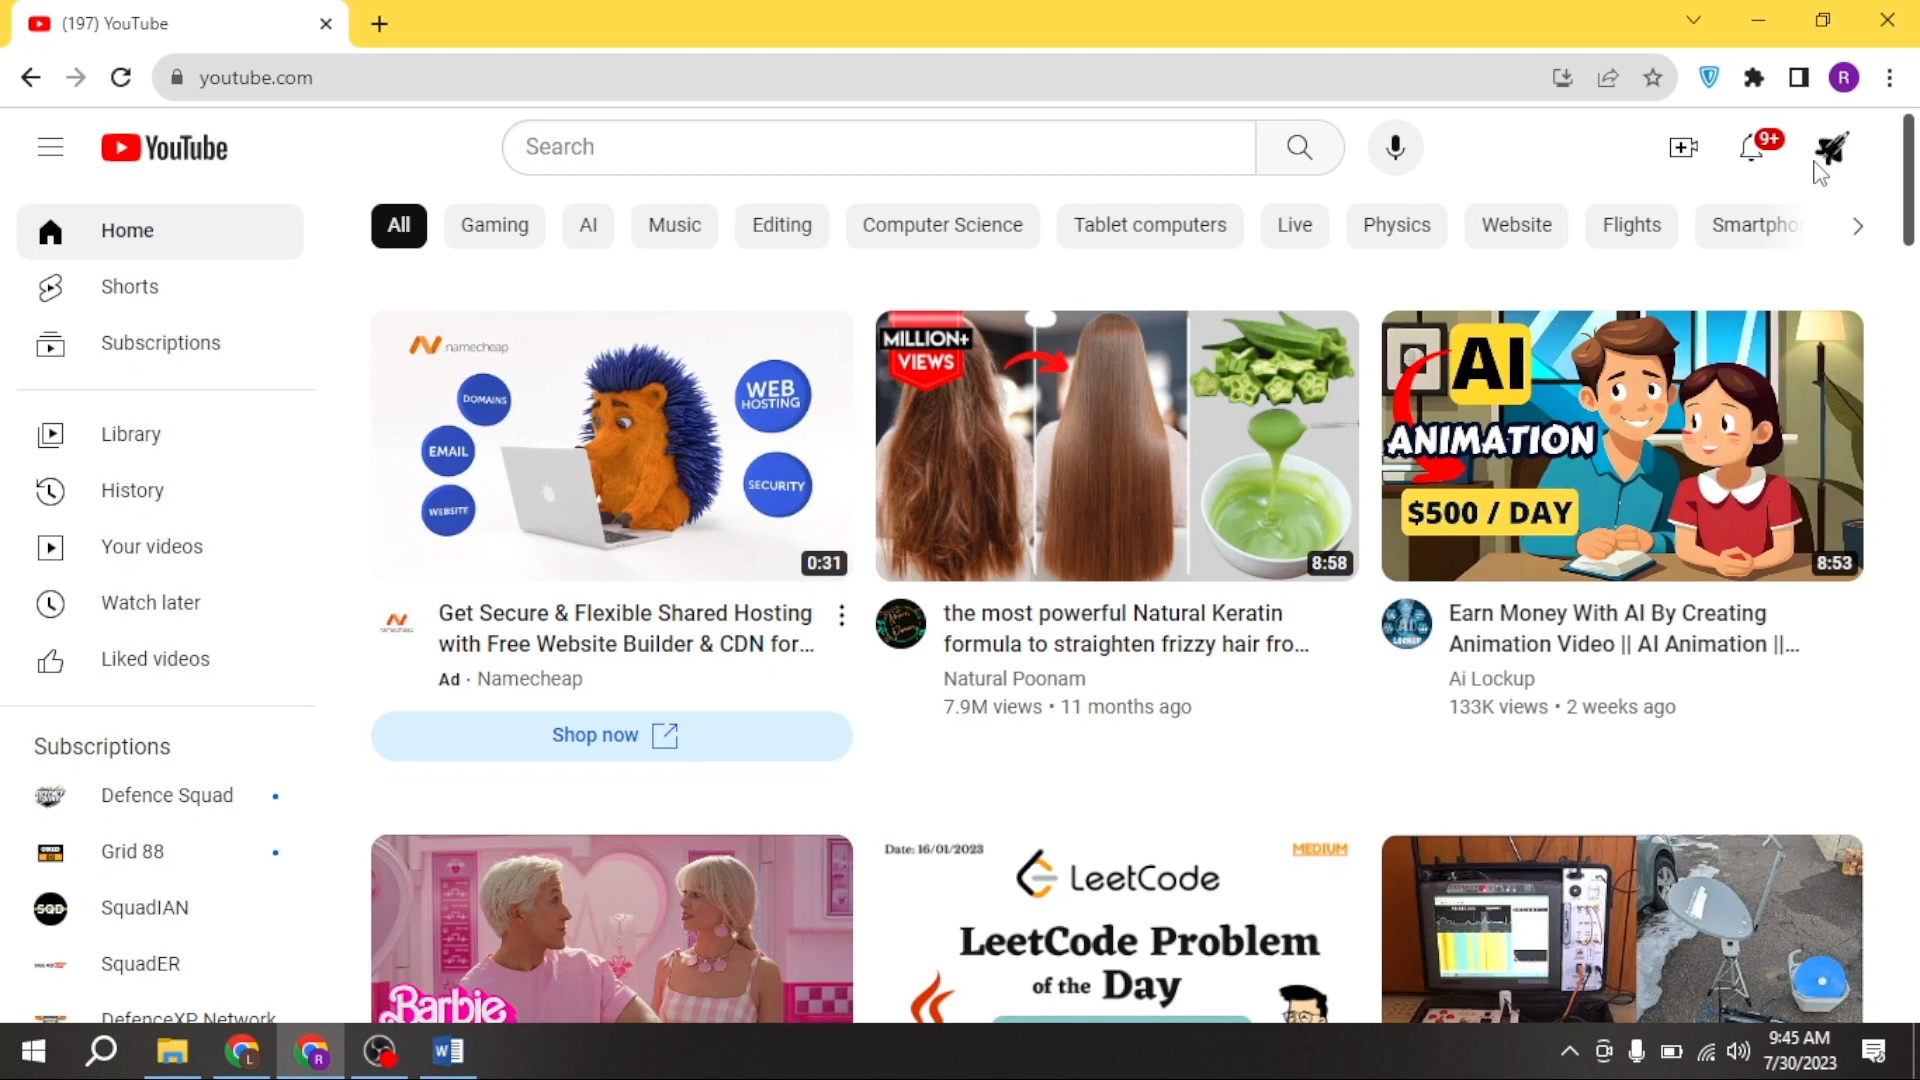 (197) YouTube
youtube.com
R
YouTube
Search
9+
Home
Shorts
Subscriptions
Library
History
Your videos
Watch later
Liked videos
Subscriptions
Defence Squad
Grid 88
SQD
SquadIAN
SquadER
DefenceXP Network
All
Gaming
AI
Music
Editing
Computer Science
Tablet computers
Live
Physics
Website
Flights
Smartpho
namecheap
DOMAINS
WEB
HOSTING
EMAIL
WEBSITE
SECURITY
0:31
Get Secure & Flexible Shared Hosting
with Free Website Builder & CDN for...
Ad · Namecheap
Shop now
MILLION+
VIEWS
8:58
the most powerful Natural Keratin
formula to straighten frizzy hair fro...
Natural Poonam
7.9M views • 11 months ago
AI
ANIMATION
$500 / DAY
8:53
Earn Money With AI By Creating
Animation Video || AI Animation ||...
Ai Lockup
133K views • 2 weeks ago
Barbie
Date: 16/01/2023
MEDIUM
LeetCode
LeetCode Problem
of the Day
L
R
W
9:45 AM
7/30/2023